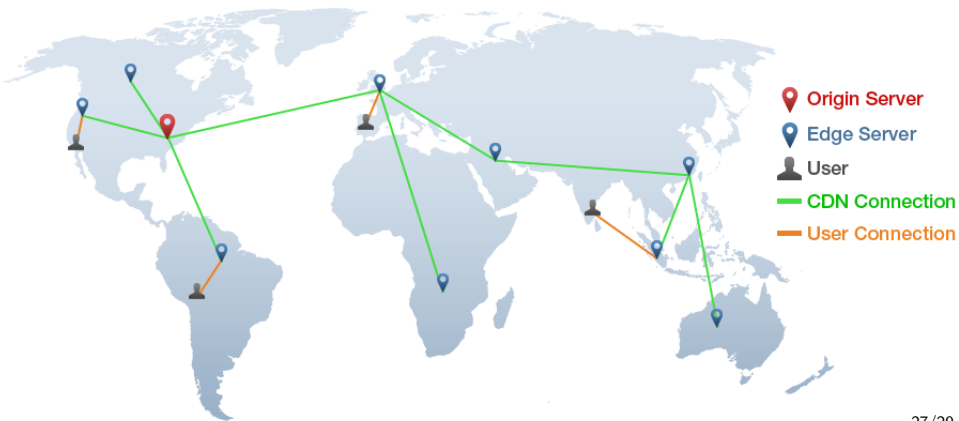 Origin Server
Edge Server
User
CDN Connection
User Connection